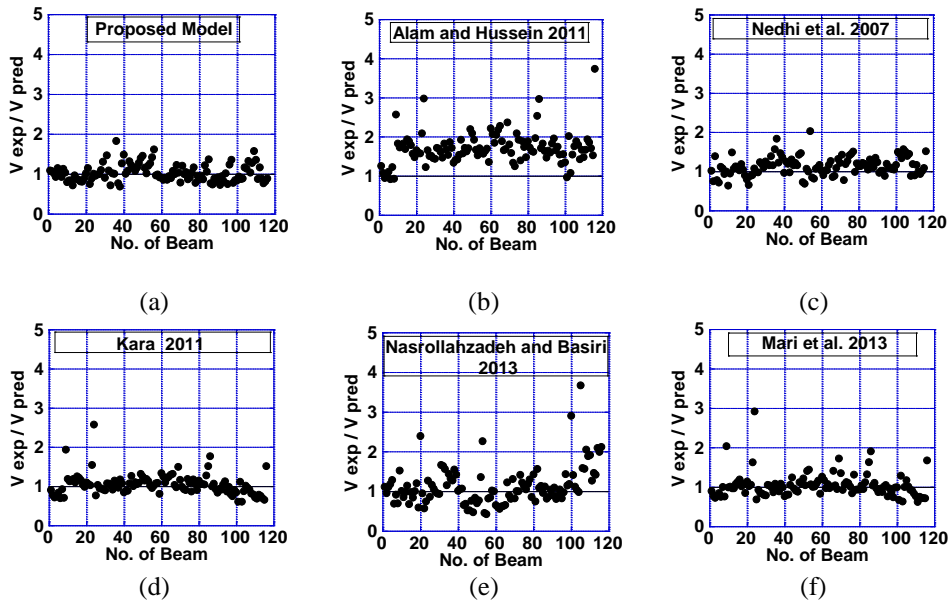 Proposed Model
V exp / V pred
5
4
3
2
1
0
0 20 40 60 80 100 120
No. of Beam
(a)
Alam and Hussein 2011
V exp / V pred
5
4
3
2
1
0
0 20 40 60 80 100 120
No. of Beam
(b)
Nedhi et al. 2007
V exp / V pred
5
4
3
2
1
0
0 20 40 60 80 100 120
No. of Beam
(c)
Kara 2011
V exp / V pred
5
4
3
2
1
0
0 20 40 60 80 100 120
No. of Beam
(d)
Nasrollahzadeh and Basiri
2013
V exp / V pred
5
4
3
2
1
0
0 20 40 60 80 100 120
No. of Beam
(e)
Mari et al. 2013
V exp / V pred
5
4
3
2
1
0
0 20 40 60 80 100 120
No. of Beam
(f)